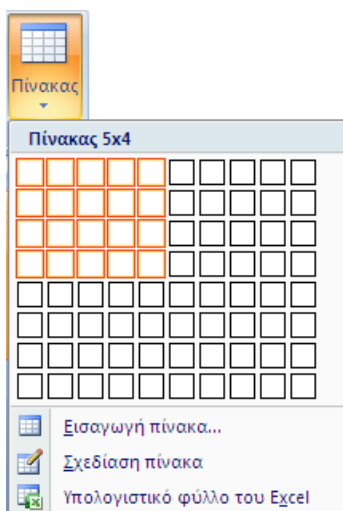 Πίνακας
Πίνακας 5x4
Εισαγωγή πίνακα...
Σχεδίαση πίνακα
Υπολογιστικό φύλλο του Excel